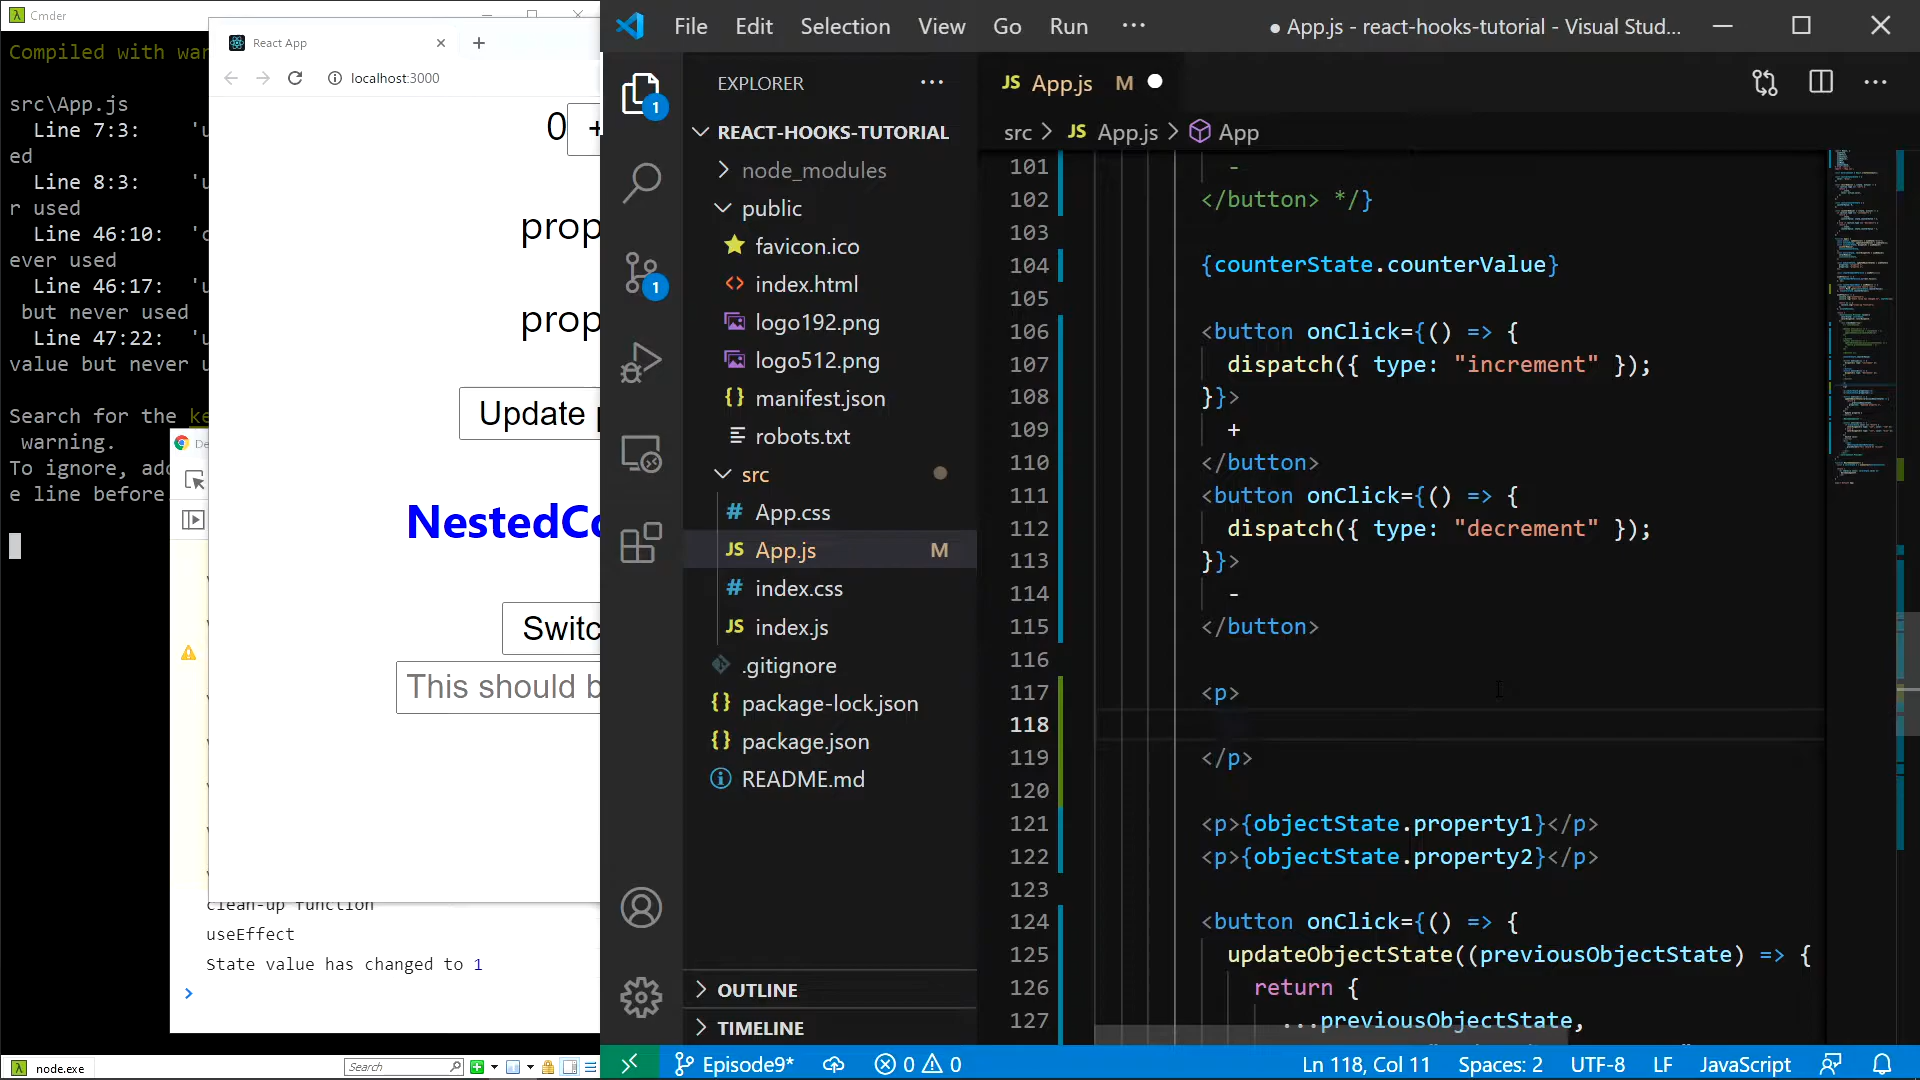 Cmder
Compiled with war
src\App.js
Line 7:3: 'u
ed
Line 8:3: 'u
r used
Line 46:10: 'c
ever used
Line 46:17: 'u
but never used
Line 47:22: 'u
value but never u
Search for the ke
warning.
To ignore, add
e line before
node.exe
Search
React App
localhost:3000
0
+
prop
prop
Update p
NestedCo
Switc
This should b
De
clean-up function
useEffect
State value has changed to 1
File Edit Selection View Go Run ···
● App.js - react-hooks-tutorial - Visual Stud...
EXPLORER
REACT-HOOKS-TUTORIAL
node_modules
public
favicon.ico
index.html
logo192.png
logo512.png
manifest.json
robots.txt
src
App.css
JS App.js M
index.css
JS index.js
.gitignore
package-lock.json
package.json
README.md
OUTLINE
TIMELINE
1
1
JS App.js M
src > JS App.js > App
101 -
102 </button> */}
103
104 {counterState.counterValue}
105
106 <button onClick={() => {
107 dispatch({ type: "increment" });
108 }}>
109 +
110 </button>
111 <button onClick={() => {
112 dispatch({ type: "decrement" });
113 }}>
114 -
115 </button>
116
117 <p>
118
119 </p>
120
121 <p>{objectState.property1}</p>
122 <p>{objectState.property2}</p>
123
124 <button onClick={() => {
125 updateObjectState((previousObjectState) => {
126 return {
127 ...previousObjectState,
Episode9* 0 0 Ln 118, Col 11 Spaces: 2 UTF-8 LF JavaScript